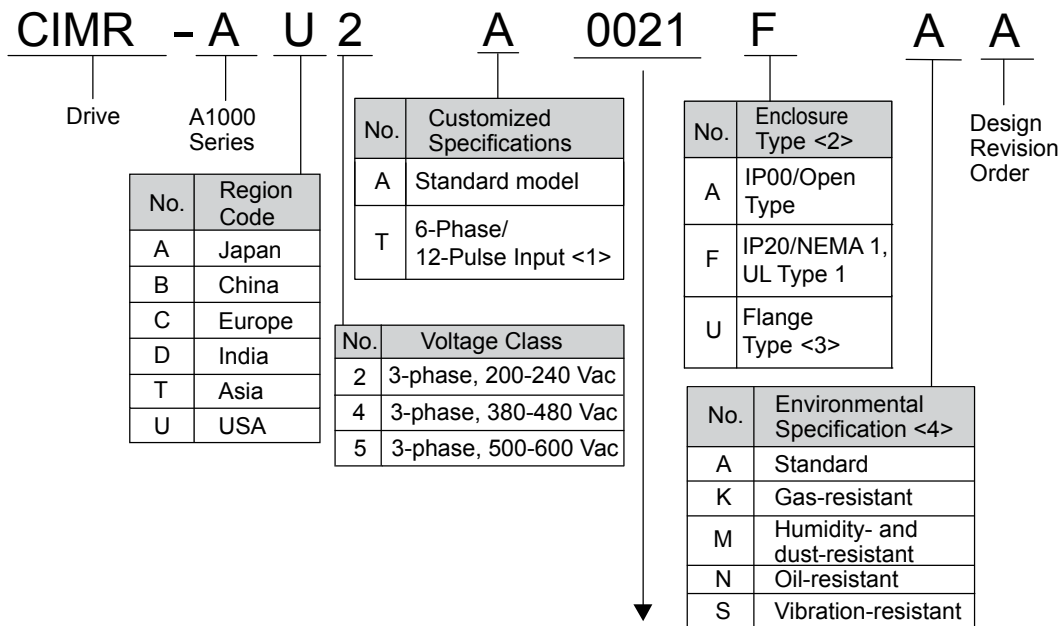 CIMR - A U 2 A 0021 F A A
Drive
A1000
Series
No. Region
Code
A Japan
B China
C Europe
D India
T Asia
U USA
No. Customized
Specifications
A Standard model
T 6-Phase/
12-Pulse Input <1>
No. Voltage Class
2 3-phase, 200-240 Vac
4 3-phase, 380-480 Vac
5 3-phase, 500-600 Vac
No. Enclosure
Type <2>
A IP00/Open
Type
F IP20/NEMA 1,
UL Type 1
U Flange
Type <3>
No. Environmental
Specification <4>
A Standard
K Gas-resistant
M Humidity- and
dust-resistant
N Oil-resistant
S Vibration-resistant
Design
Revision
Order